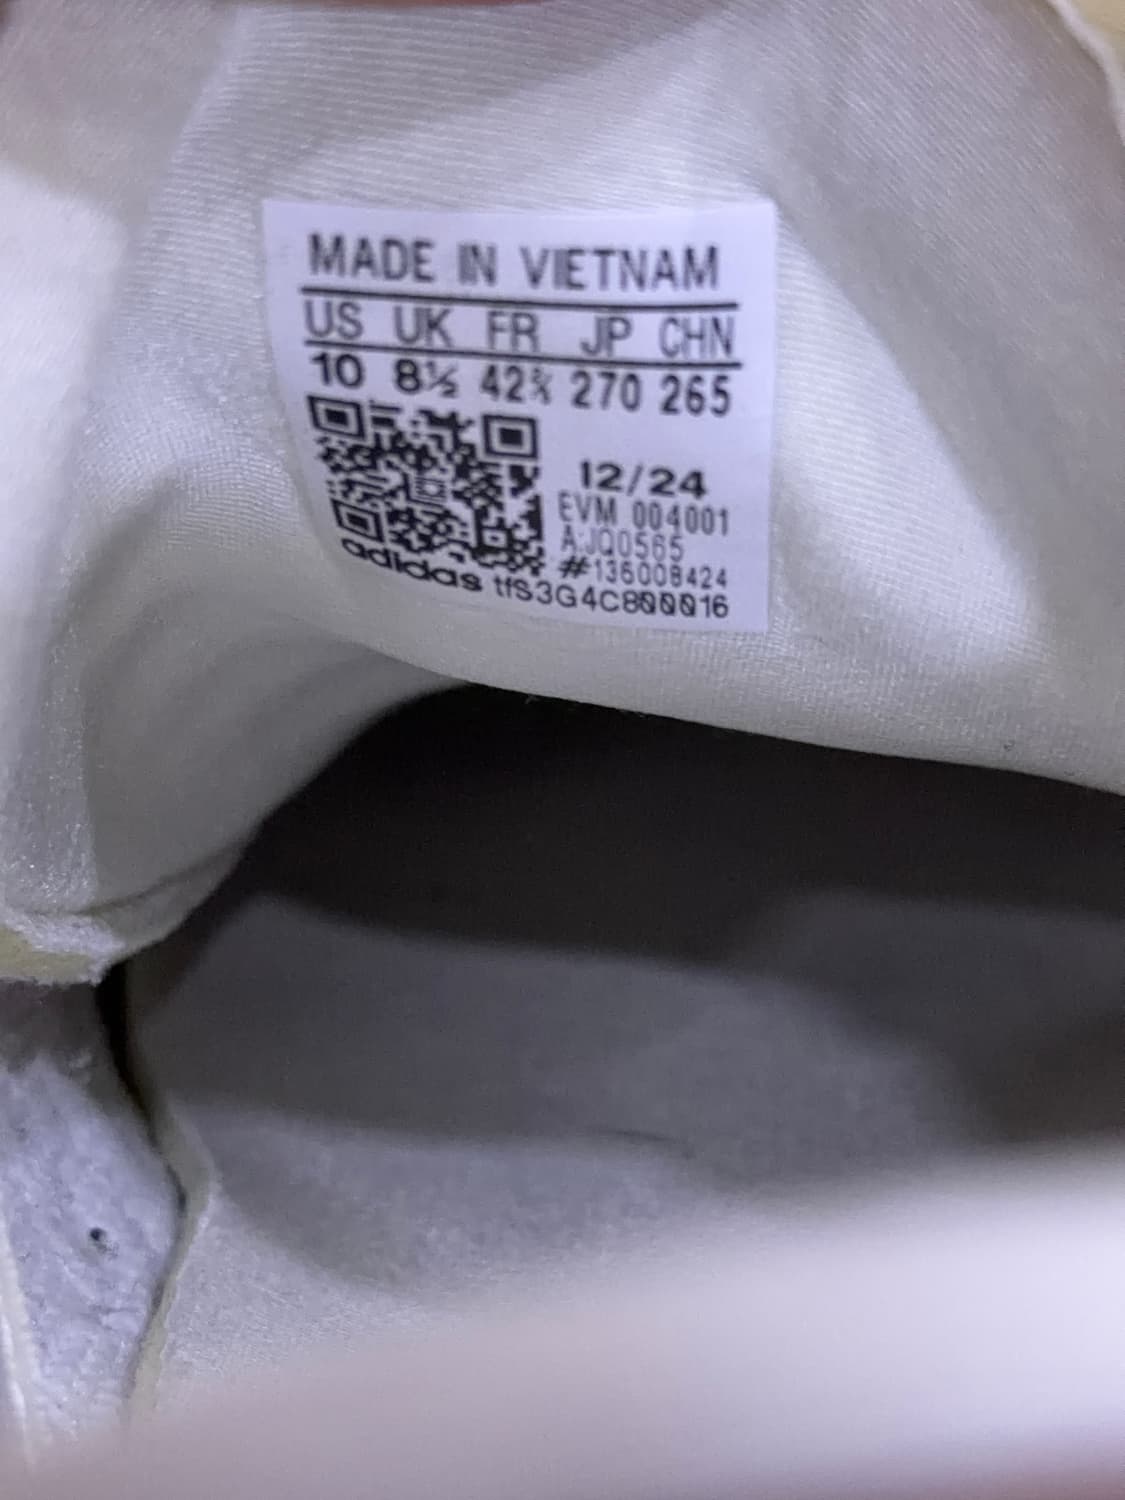 MADE IN VIETNAM
US UK FR JP CHN
10 8½ 42⅔ 270 265
12/24
EVM 004001
A:JQ0565
#136008424
adidas tfS3G4C800016